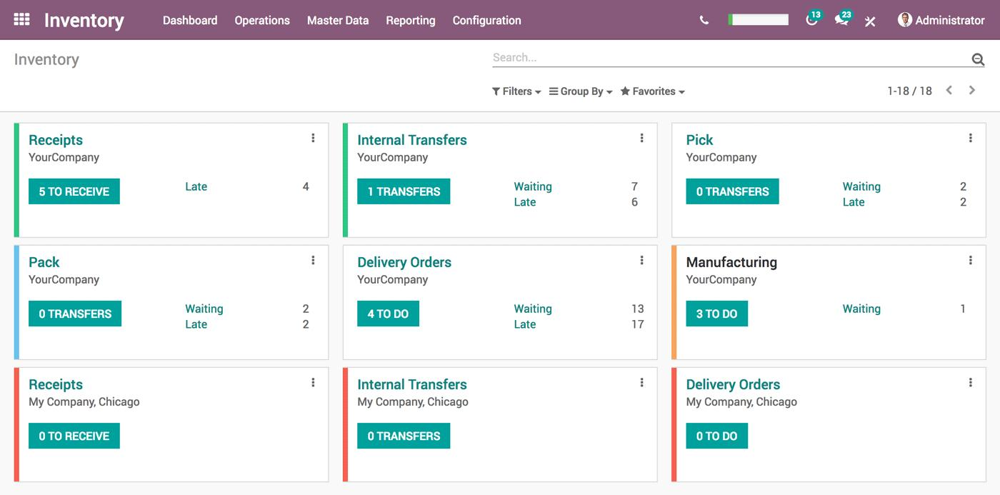 Inventory Dashboard Operations Master Data Reporting Configuration 13 23 Administrator
Inventory Search...
Filters Group By Favorites 1-18 / 18
Receipts
YourCompany
5 TO RECEIVE Late 4
Internal Transfers
YourCompany
1 TRANSFERS Waiting 7
Late 6
Pick
YourCompany
0 TRANSFERS Waiting 2
Late 2
Pack
YourCompany
0 TRANSFERS Waiting 2
Late 2
Delivery Orders
YourCompany
4 TO DO Waiting 13
Late 17
Manufacturing
YourCompany
3 TO DO Waiting 1
Receipts
My Company, Chicago
0 TO RECEIVE
Internal Transfers
My Company, Chicago
0 TRANSFERS
Delivery Orders
My Company, Chicago
0 TO DO